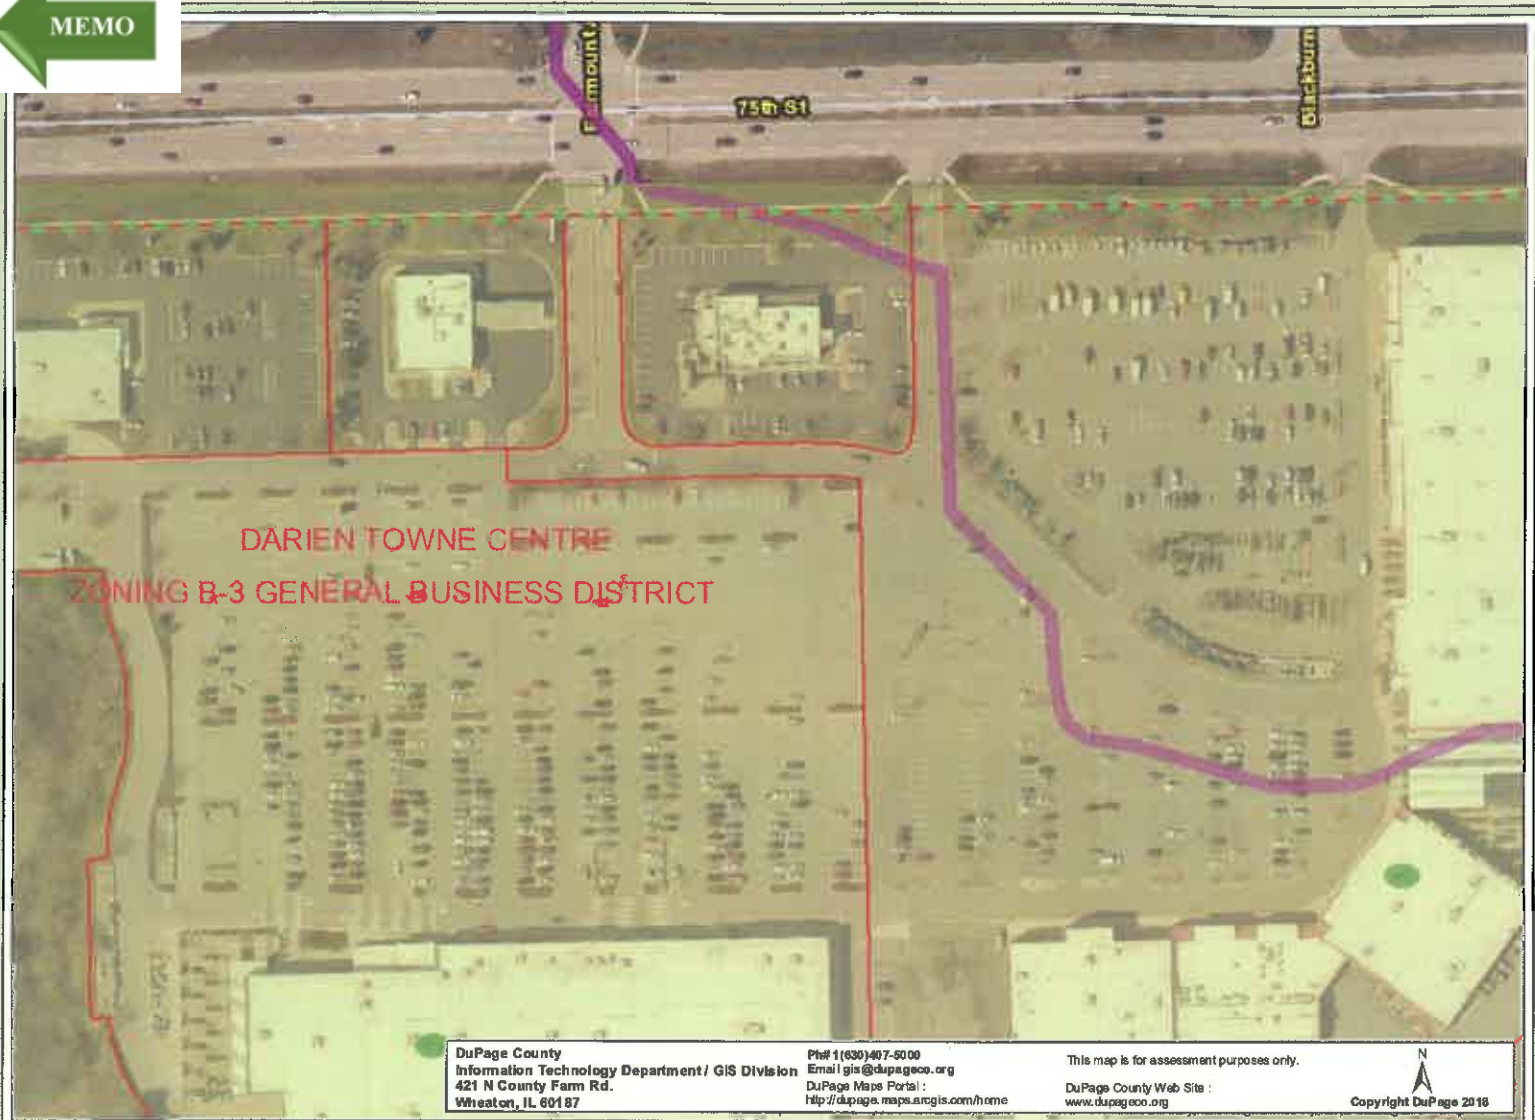 MEMO
75th St
Blackburn
DARIEN TOWNE CENTRE
ZONING B-3 GENERAL BUSINESS DISTRICT
DuPage County
Information Technology Department / GIS Division
421 N County Farm Rd.
Wheaton, IL 60187
Ph# 1(630)407-5000
Email gis@dupageco.org
DuPage Maps Portal :
http://dupage.maps.arcgis.com/home
This map is for assessment purposes only.
DuPage County Web Site :
www.dupageco.org
N
Copyright DuPage 2018